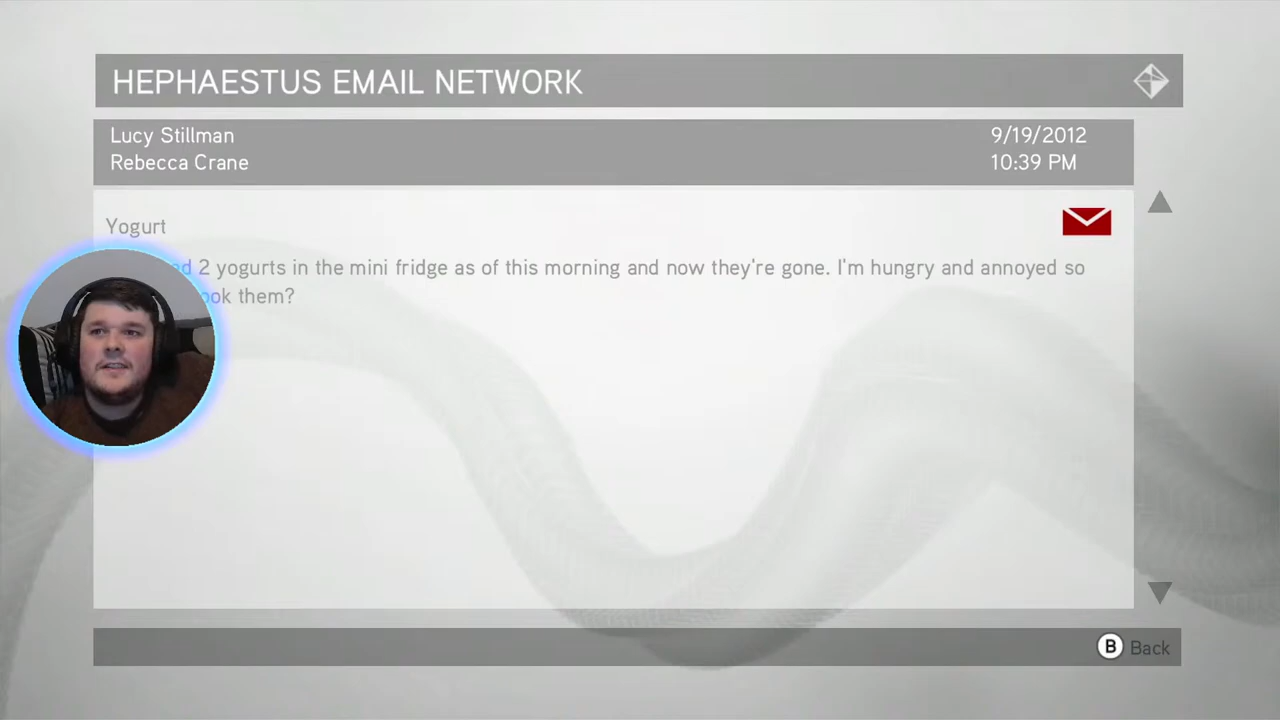 HEPHAESTUS EMAIL NETWORK
Lucy Stillman
9/19/2012
Rebecca Crane
10:39 PM
Yogurt
2 yogurts in the mini fridge as of this morning and now they're gone. I'm hungry and annoyed so
them?
B Back